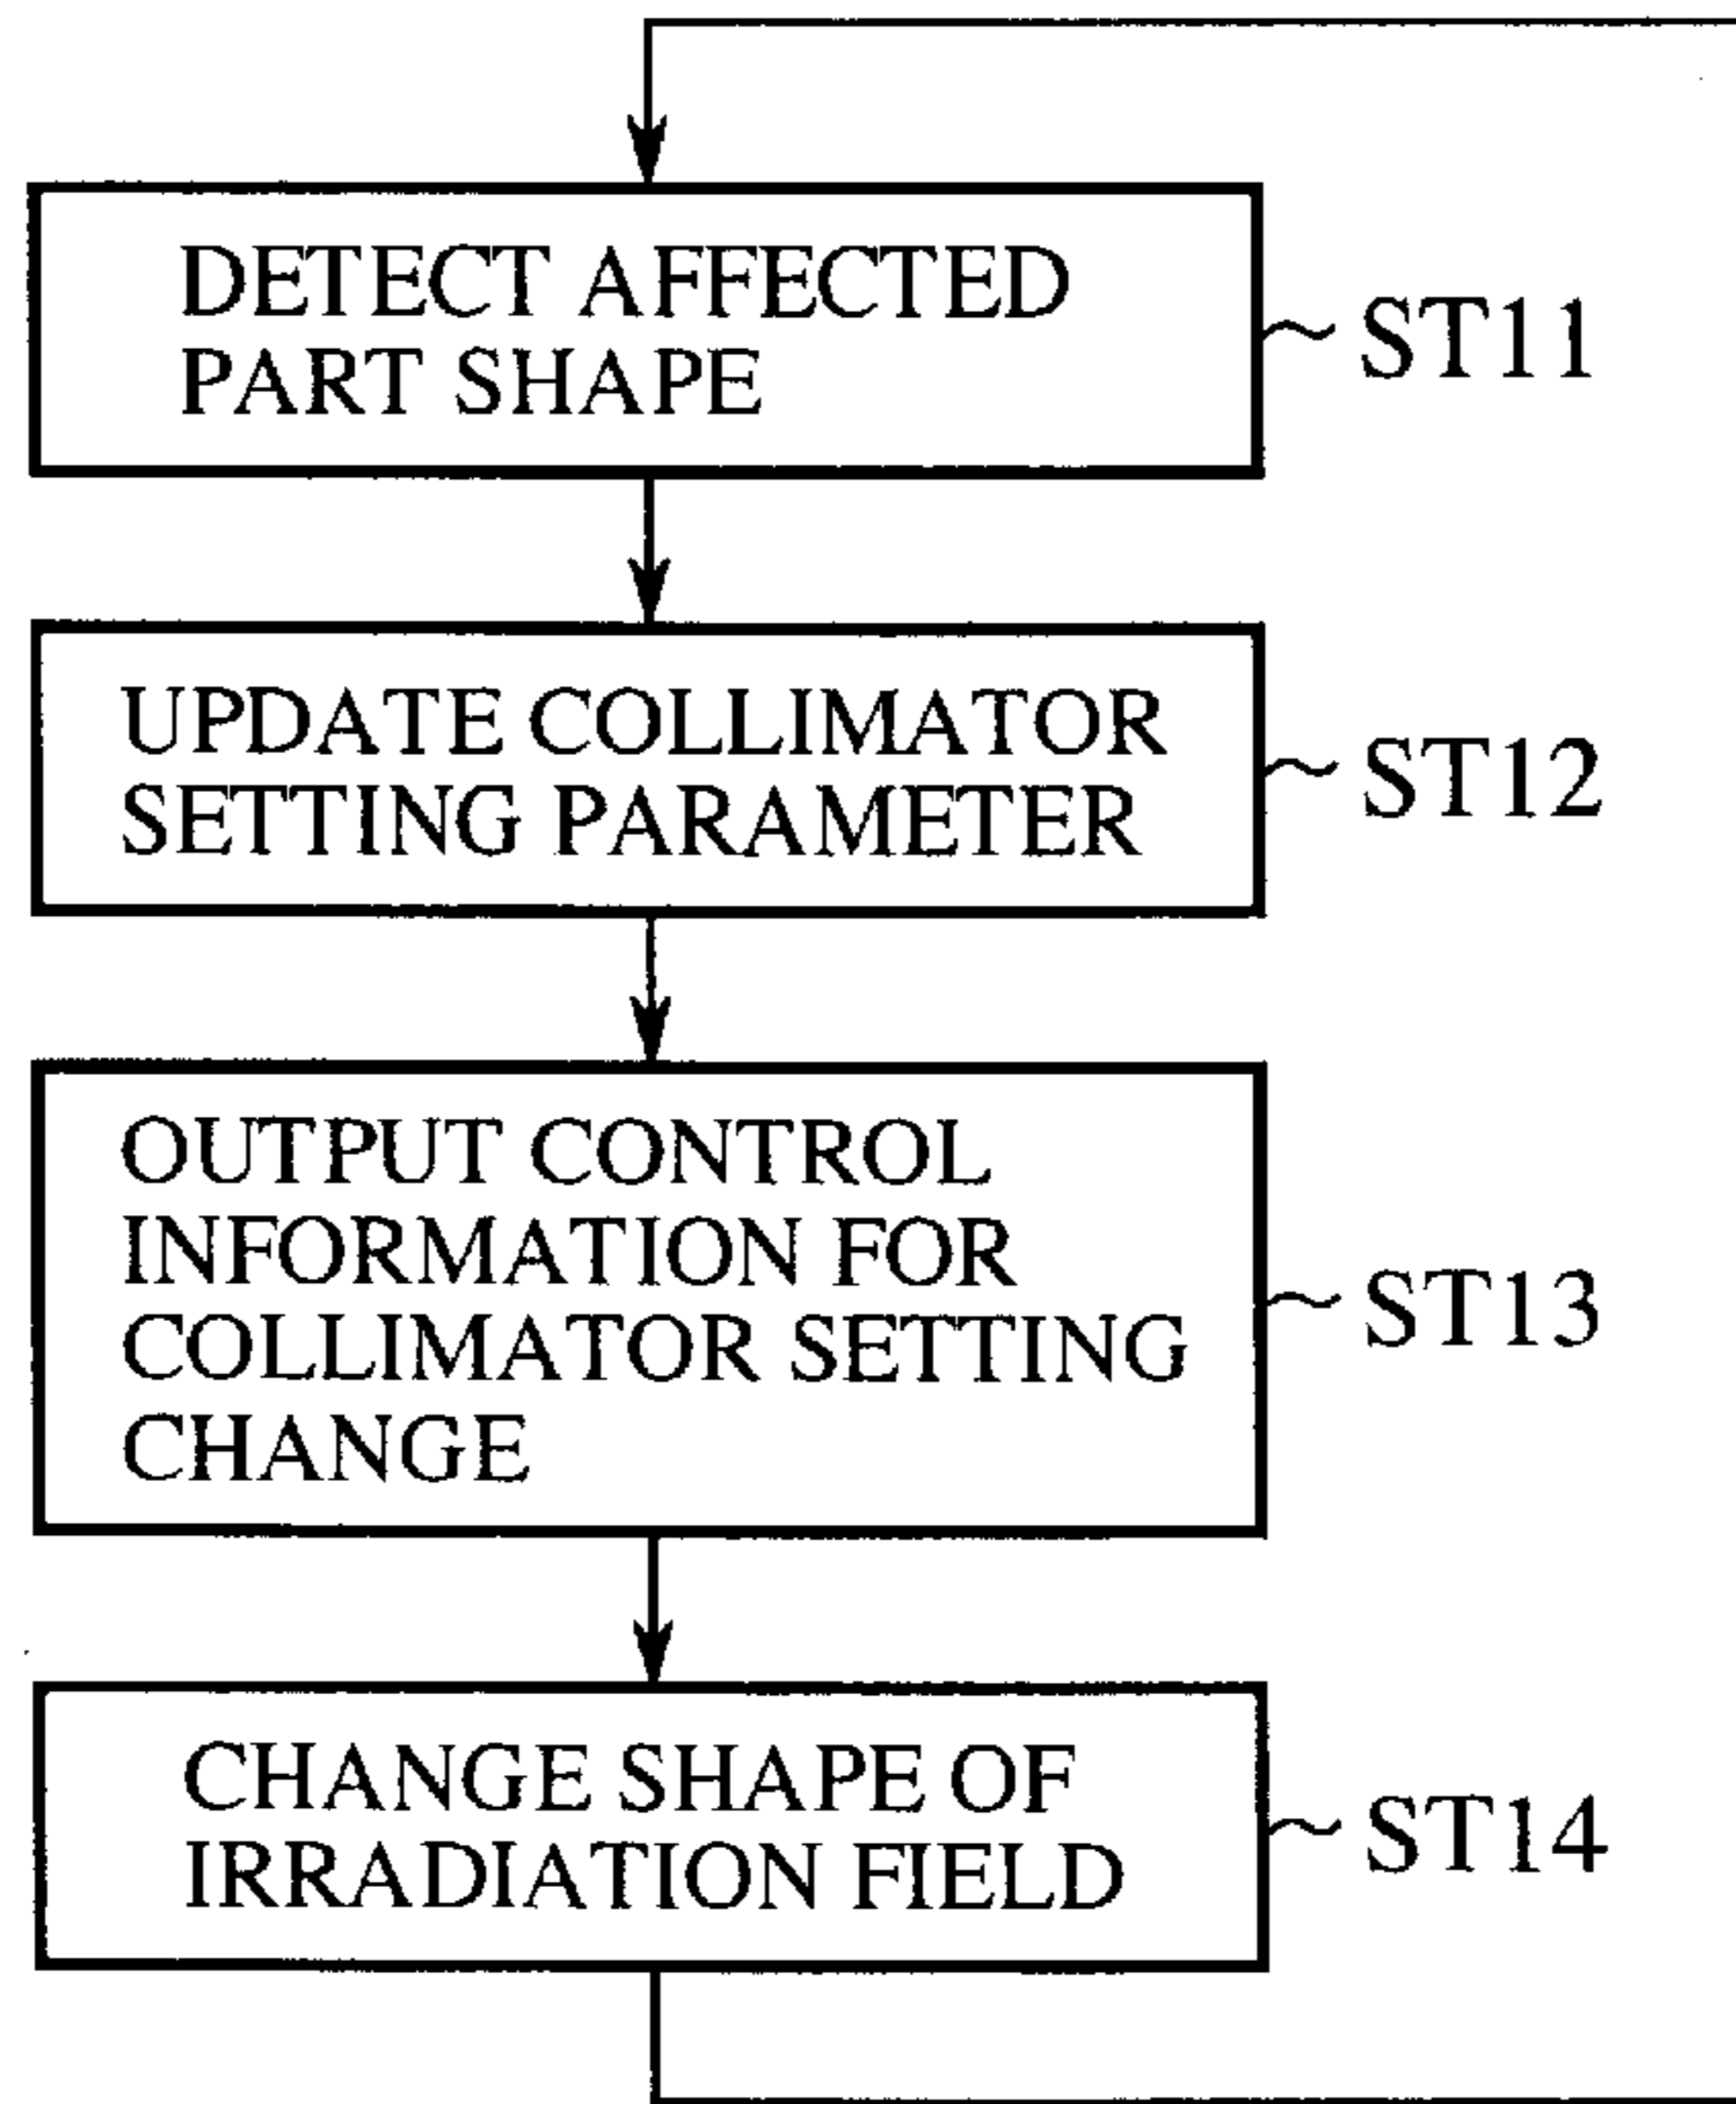 DETECT AFFECTED
PART SHAPE
ST11
UPDATE COLLIMATOR
SETTING PARAMETER
ST12
OUTPUT CONTROL
INFORMATION FOR
COLLIMATOR SETTING
CHANGE
ST13
CHANGE SHAPE OF
IRRADIATION FIELD
ST14